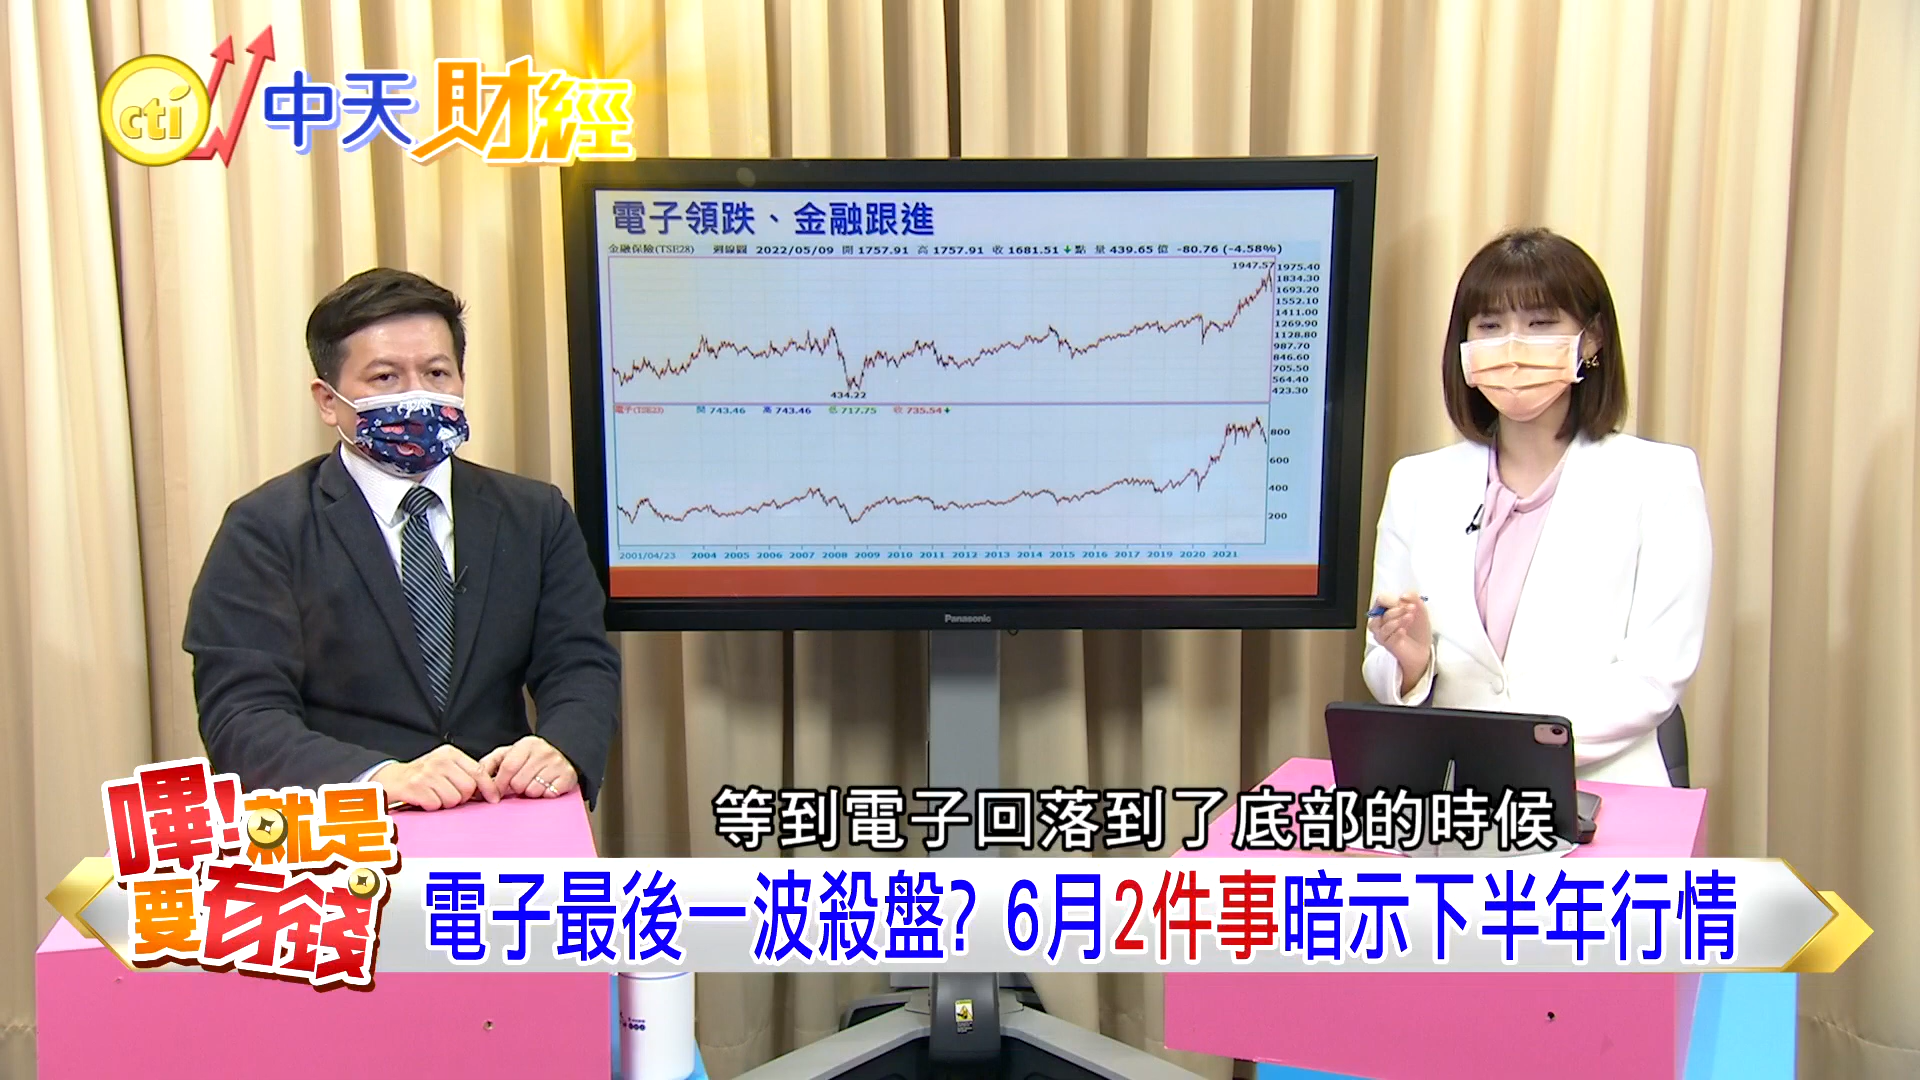 cti 中天財經
電子領跌、金融跟進
金融保險(TSE28) 週線圖 2022/05/09 開 1757.91 高 1757.91 收 1681.51 ↓ 點 量 439.65 億 -80.76 (-4.58%)
1947.57
1975.40
1834.30
1693.20
1552.10
1411.00
1269.90
1128.80
987.70
846.60
705.50
564.40
423.30
434.22
電子(TSE23) 開 743.46 高 743.46 低 717.75 收 735.54 ↓
800
600
400
200
2001/04/23 2004 2005 2006 2007 2008 2009 2010 2011 2012 2013 2014 2015 2016 2017 2019 2020 2021
Panasonic
等到電子回落到了底部的時候
嗶!就是
要有錢
電子最後一波殺盤? 6月2件事暗示下半年行情